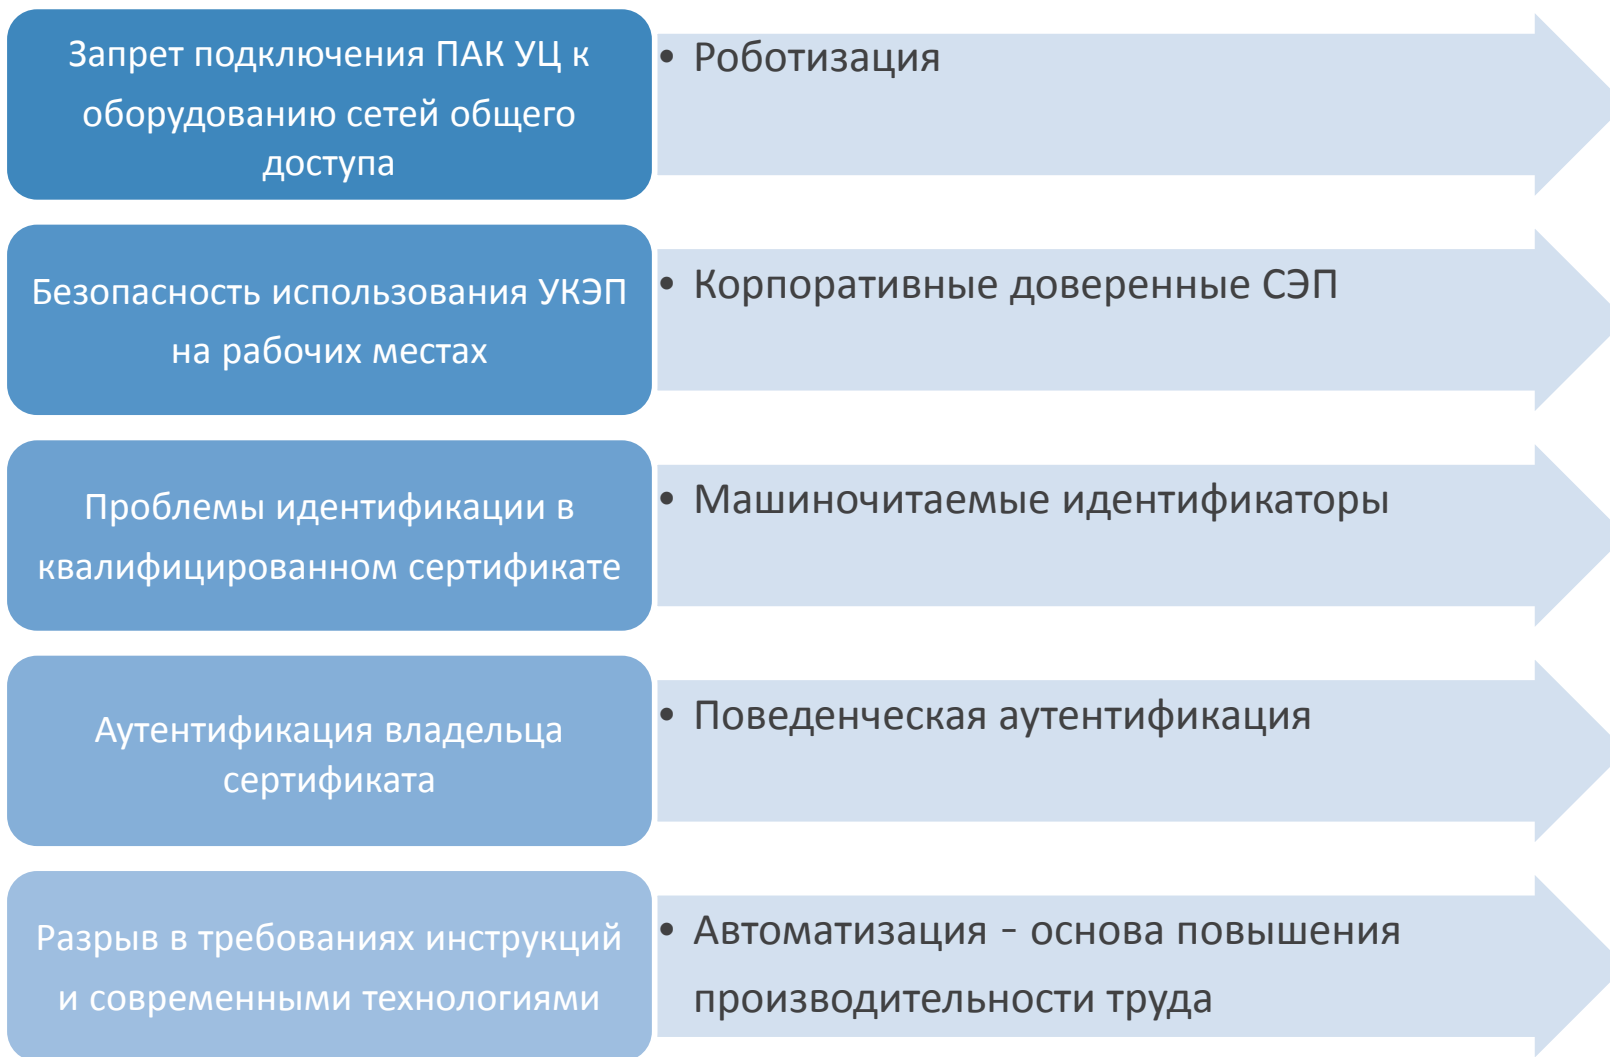 Запрет подключения ПАК УЦ к
оборудованию сетей общего
доступа
• Роботизация
Безопасность использования УКЭП
на рабочих местах
• Корпоративные доверенные СЭП
Проблемы идентификации в
квалифицированном сертификате
• Машиночитаемые идентификаторы
Аутентификация владельца
сертификата
• Поведенческая аутентификация
Разрыв в требованиях инструкций
и современными технологиями
• Автоматизация - основа повышения
производительности труда